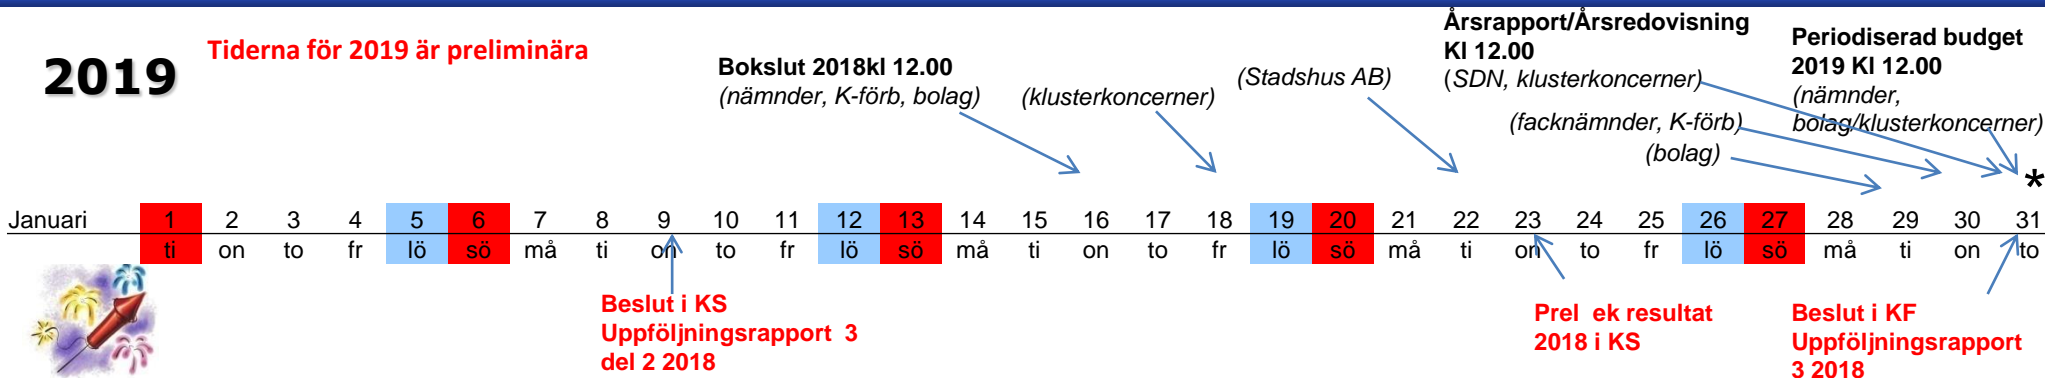 2019
Tiderna för 2019 är preliminära
Bokslut 2018kl 12.00
(nämnder, K-förb, bolag)
(klusterkoncerner)
(Stadshus AB)
Årsrapport/Årsredovisning
Kl 12.00
(SDN, klusterkoncerner)
(facknämnder, K-förb)
(bolag)
Periodiserad budget
2019 Kl 12.00
(nämnder,
bolag/klusterkoncerner)
*
Januari 1 2 3 4 5 6 7 8 9 10 11 12 13 14 15 16 17 18 19 20 21 22 23 24 25 26 27 28 29 30 31
ti on to fr lö sö må ti on to fr lö sö må ti on to fr lö sö må ti on to fr lö sö må ti on to
Beslut i KS
Uppföljningsrapport 3
del 2 2018
Prel ek resultat
2018 i KS
Beslut i KF
Uppföljningsrapport
3 2018